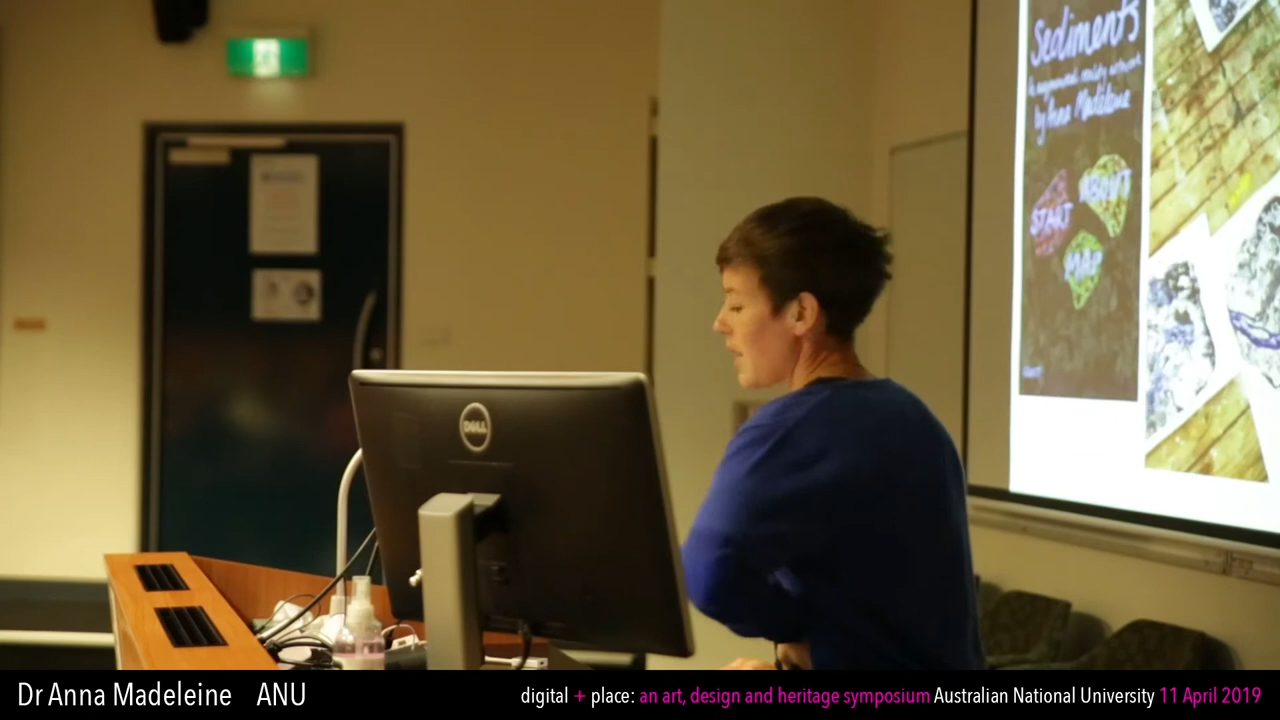 Sediments
by Anna Madeleine
START
ABOUT
MAP
DELL
Dr Anna Madeleine ANU
digital + place: an art, design and heritage symposium Australian National University 11 April 2019